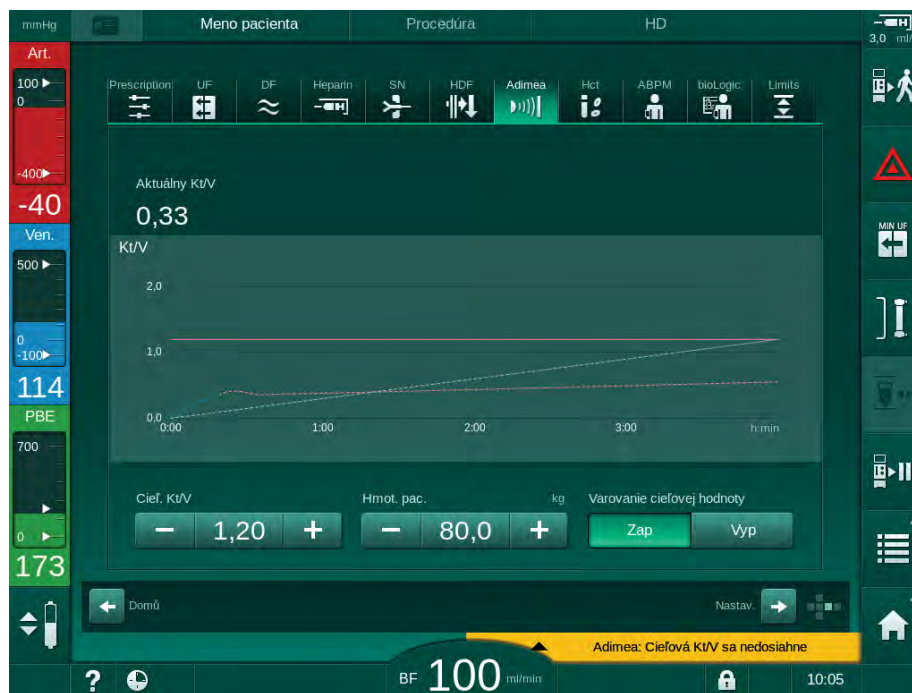 mmHg
Meno pacienta
Procedúra
HD
3,0 ml/
Art.
100
0
-400
-40
Ven.
500
0
-100
114
PBE
700
0
173
Prescription
UF
DF
Heparin
SN
HDF
Adimea
Hct
ABPM
bioLogic
Limits
Aktuálny Kt/V
0,33
Kt/V
2,0
1,0
0,0
0:00
1:00
2:00
3:00
h:min
Cieľ. Kt/V
Hmot. pac.
kg
Varovanie cieľovej hodnoty
− 1,20 +
− 80,0 +
Zap
Vyp
MIN UF
Domů
Nastav.
Adimea: Cieľová Kt/V sa nedosiahne
?
BF 100 ml/min
10:05